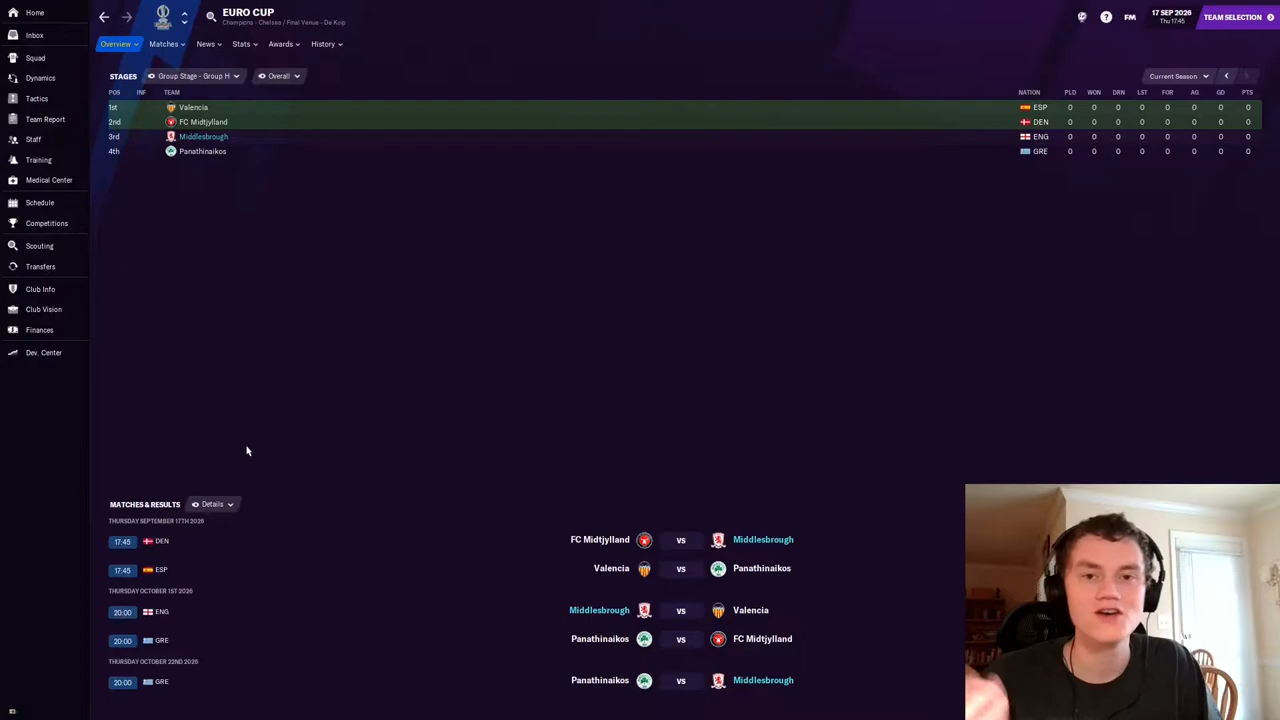 Home
Inbox
Squad
Dynamics
Tactics
Team Report
Staff
Training
Medical Center
Schedule
Competitions
Scouting
Transfers
Club Info
Club Vision
Finances
Dev. Center
EURO CUP
Champions - Chelsea / Final Venue - De Kuip
FM
17 SEP 2026
Thu 17:45
TEAM SELECTION
Overview Matches News Stats Awards History
STAGES Group Stage - Group H Overall Current Season
POS INF TEAM NATION PLD WON DRN LST FOR AG GD PTS
1st Valencia ESP 0 0 0 0 0 0 0 0
2nd FC Midtjylland DEN 0 0 0 0 0 0 0 0
3rd Middlesbrough ENG 0 0 0 0 0 0 0 0
4th Panathinaikos GRE 0 0 0 0 0 0 0 0
MATCHES & RESULTS Details
THURSDAY SEPTEMBER 17TH 2026
17:45 DEN FC Midtjylland VS Middlesbrough
17:45 ESP Valencia VS Panathinaikos
THURSDAY OCTOBER 1ST 2026
20:00 ENG Middlesbrough VS Valencia
20:00 GRE Panathinaikos VS FC Midtjylland
THURSDAY OCTOBER 22ND 2026
20:00 GRE Panathinaikos VS Middlesbrough